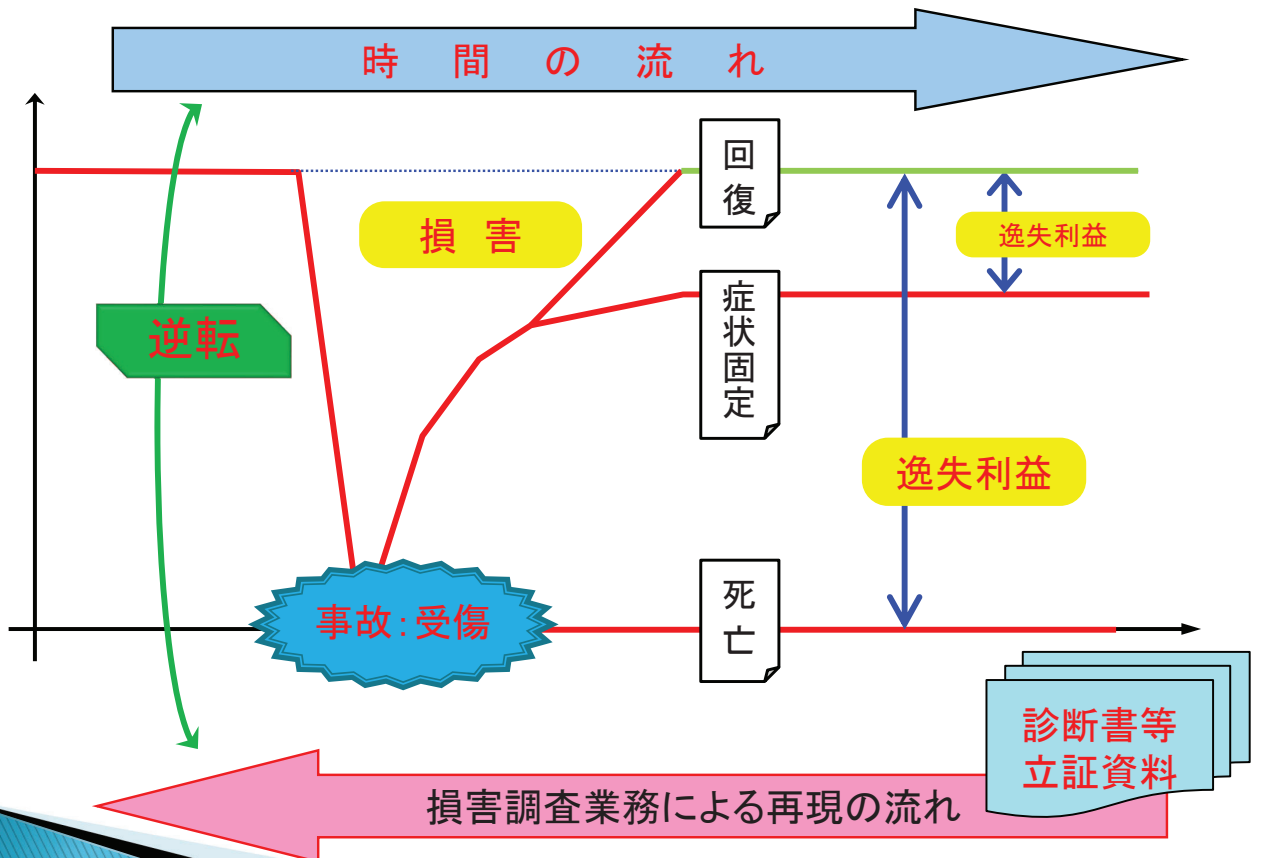 時間の流れ
回復
損害
逸失利益
症状固定
逆転
逸失利益
死亡
事故:受傷
診断書等
立証資料
損害調査業務による再現の流れ